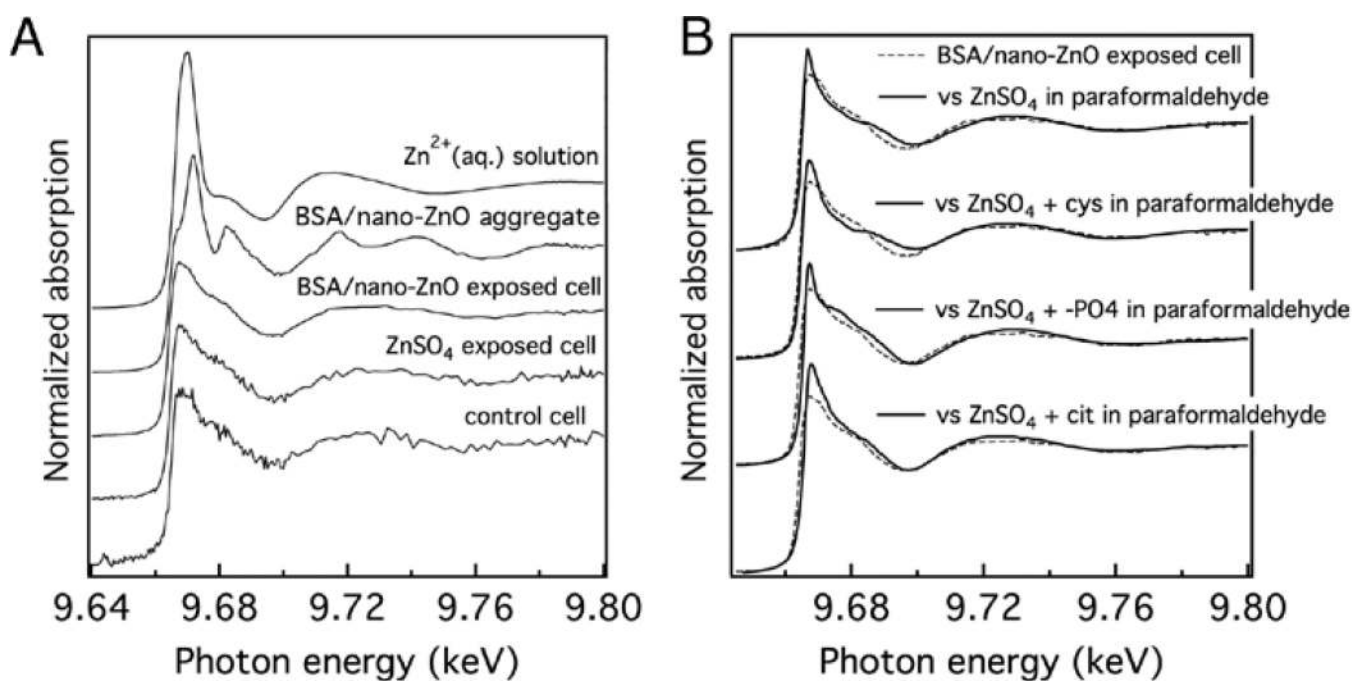 A
Normalized absorption
Zn²⁺(aq.) solution
BSA/nano-ZnO aggregate
BSA/nano-ZnO exposed cell
ZnSO₄ exposed cell
control cell
9.64 9.68 9.72 9.76 9.80
Photon energy (keV)
B
Normalized absorption
BSA/nano-ZnO exposed cell
vs ZnSO₄ in paraformaldehyde
vs ZnSO₄ + cys in paraformaldehyde
vs ZnSO₄ + -PO4 in paraformaldehyde
vs ZnSO₄ + cit in paraformaldehyde
9.68 9.72 9.76 9.80
Photon energy (keV)